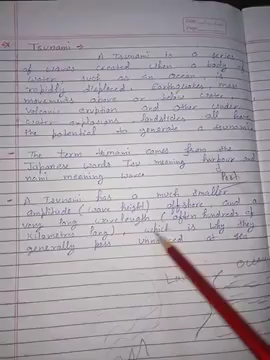 Tsunami →
A Tsunami is a series
of waves created when a body of
water such as an ocean is
rapidly displaced. Earthquakes, mass
movements above or
volcanic eruption and other under
water explosions, landslides all have
the potential to generate a tsunami
- The term tsunami comes from the
Japanese words Tsu meaning harbour and
nami meaning wave
Port
- A Tsunami has a much smaller
amplitude (wave height) offshore and a
very long wavelength (often hundreds of
kilometres long), which is why they
generally pass unnoticed at sea